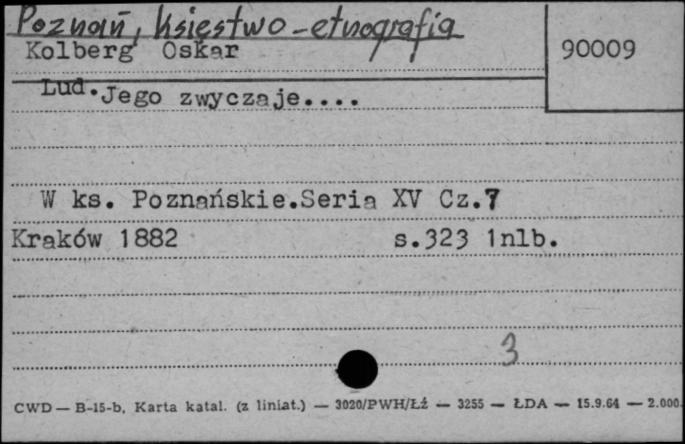 Poznań, Księstwo - etnografia
Kolberg Oskar
90009
Lud. Jego zwyczaje....
W ks. Poznańskie.Seria XV Cz.7
Kraków 1882 s.323 1nlb.
3
CWD — B-15-b, Karta katal. (z liniat.) — 3020/PWH/Łź — 3255 — ŁDA — 15.9.64 — 2.000.